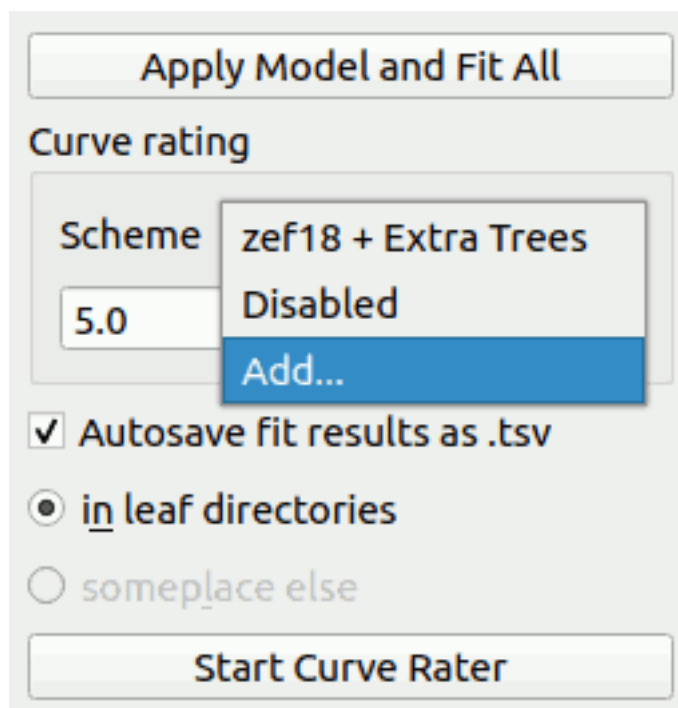 Apply Model and Fit All
Curve rating
Scheme
zef18 + Extra Trees
Disabled
5.0
Add...
Autosave fit results as .tsv
in leaf directories
someplace else
Start Curve Rater